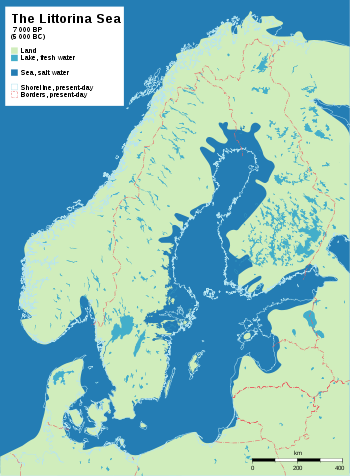 The Littorina Sea
7 000 BP
(5 000 BC)
Land
Lake, fresh water
Sea, salt water
Shoreline, present-day
Borders, present-day
km
0 200 400